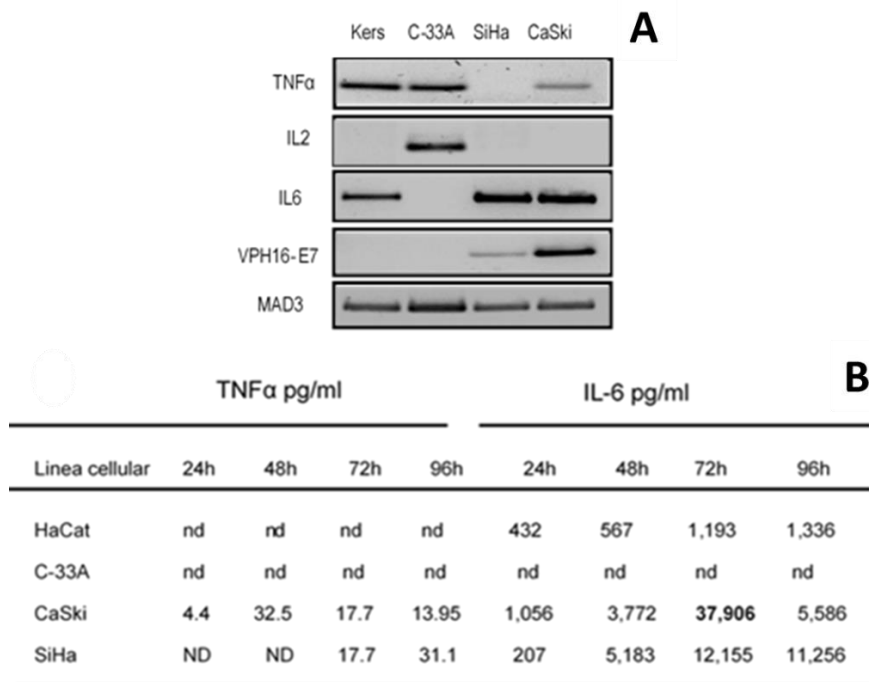 Kers C-33A SiHa CaSki A
TNFα
IL2
IL6
VPH16-E7
MAD3
B
TNFα pg/ml IL-6 pg/ml
Linea cellular 24h 48h 72h 96h 24h 48h 72h 96h
HaCat nd nd nd nd 432 567 1,193 1,336
C-33A nd nd nd nd nd nd nd nd
CaSki 4.4 32.5 17.7 13.95 1,056 3,772 37,906 5,586
SiHa ND ND 17.7 31.1 207 5,183 12,155 11,256